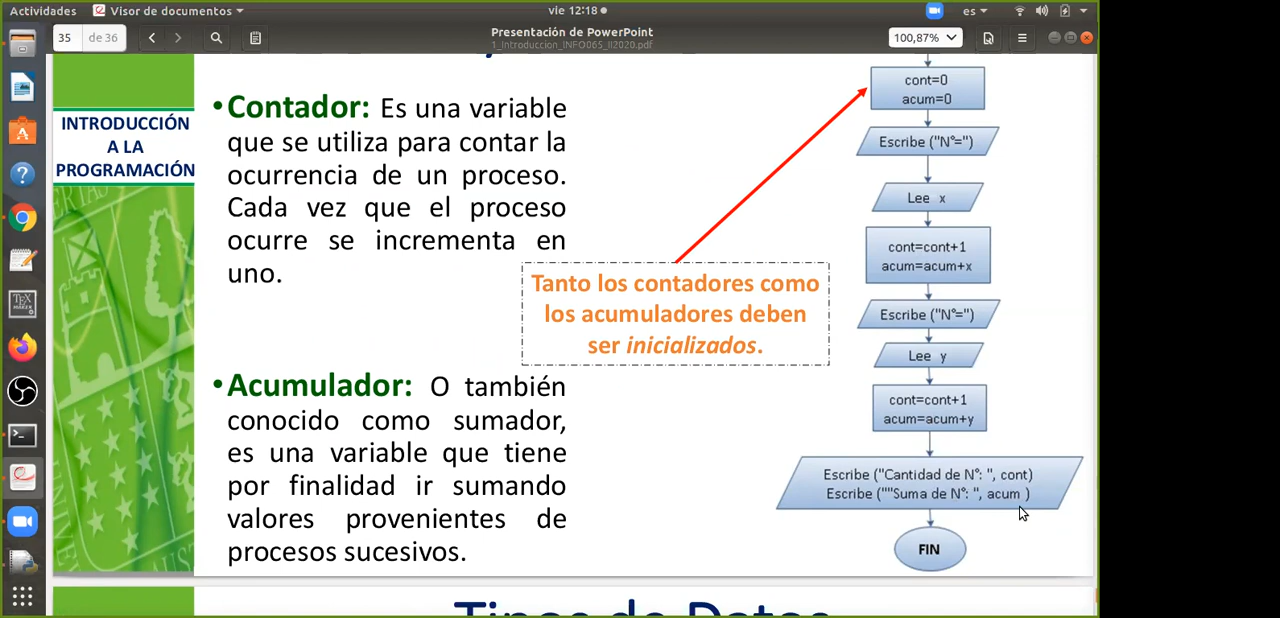 Actividades
Visor de documentos
vie 12:18
es
35
de 36
Presentación de PowerPoint
1_Introduccion_INFO065_II2020.pdf
100,87%
INTRODUCCIÓN
A LA
PROGRAMACIÓN
• Contador: Es una variable
que se utiliza para contar la
ocurrencia de un proceso.
Cada vez que el proceso
ocurre se incrementa en
uno.
• Acumulador: O también
conocido como sumador,
es una variable que tiene
por finalidad ir sumando
valores provenientes de
procesos sucesivos.
Tanto los contadores como
los acumuladores deben
ser inicializados.
cont=0
acum=0
Escribe ("N°=")
Lee x
cont=cont+1
acum=acum+x
Escribe ("N°=")
Lee y
cont=cont+1
acum=acum+y
Escribe ("Cantidad de N°: ", cont)
Escribe (""Suma de N°: ", acum )
FIN
Tipos de Datos